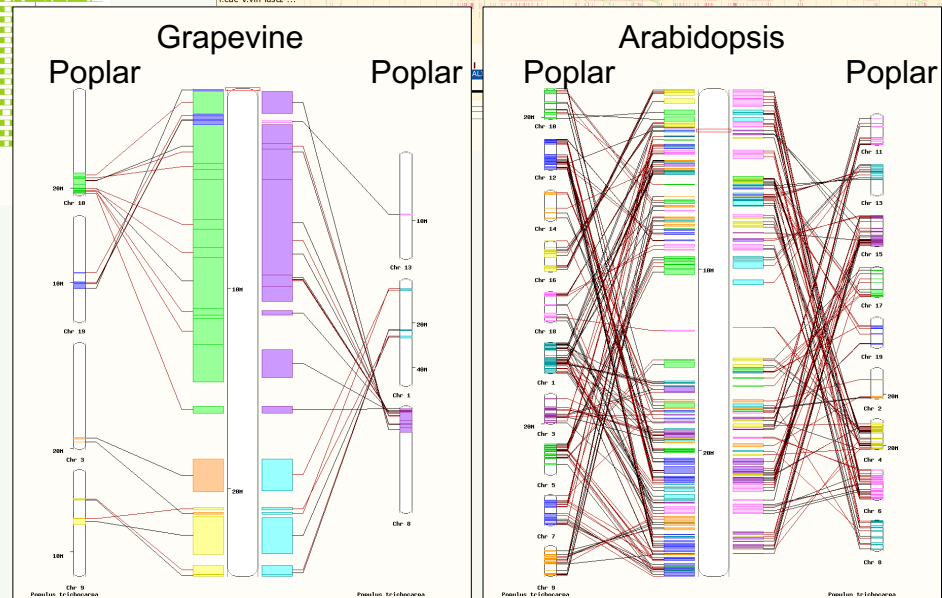 Grapevine
Poplar
Poplar
20M
Chr 10
10M
Chr 19
20M
Chr 3
10M
Chr 9
10M
20M
10M
Chr 13
20M
40M
Chr 1
Chr 8
Populus trichocarpa
Populus trichocarpa
Arabidopsis
Poplar
Poplar
20M
Chr 10
Chr 12
Chr 14
Chr 16
Chr 18
Chr 1
20M
Chr 3
Chr 5
Chr 7
Chr 9
10M
20M
Chr 11
Chr 13
Chr 15
Chr 17
Chr 19
20M
Chr 2
20M
Chr 4
Chr 6
Chr 8
Populus trichocarpa
Populus trichocarpa